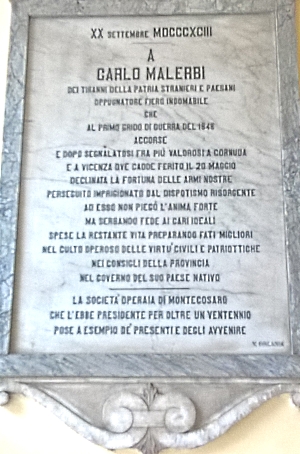 XX SETTEMBRE MDCCCXCIII
A
CARLO MALERBI
DEI TIRANNI DELLA PATRIA STRANIERI E PAESANI
OPPUGNATORE FIERO INDOMABILE
CHE
AL PRIMO GRIDO DI GUERRA DEL 1848
ACCORSE
E DOPO SEGNALATOSI FRA PIÙ VALOROSI A CORNUDA
E A VICENZA OVE CADDE FERITO IL 20 MAGGIO
DECLINATA LA FORTUNA DELLE ARMI NOSTRE
PERSEGUITO IMPRIGIONATO DAL DISPOTISMO RISORGENTE
AD ESSO NON PIEGÒ L'ANIMA FORTE
MA SERBANDO FEDE AI CARI IDEALI
SPESE LA RESTANTE VITA PREPARANDO FATI MIGLIORI
NEL CULTO OPEROSO DELLE VIRTU' CIVILI E PATRIOTTICHE
NEI CONSIGLI DELLA PROVINCIA
NEL GOVERNO DEL SUO PAESE NATIVO
LA SOCIETÀ OPERAIA DI MONTECOSARO
CHE L'EBBE PRESIDENTE PER OLTRE UN VENTENNIO
POSE A ESEMPIO DE' PRESENTI E DEGLI AVVENIRE